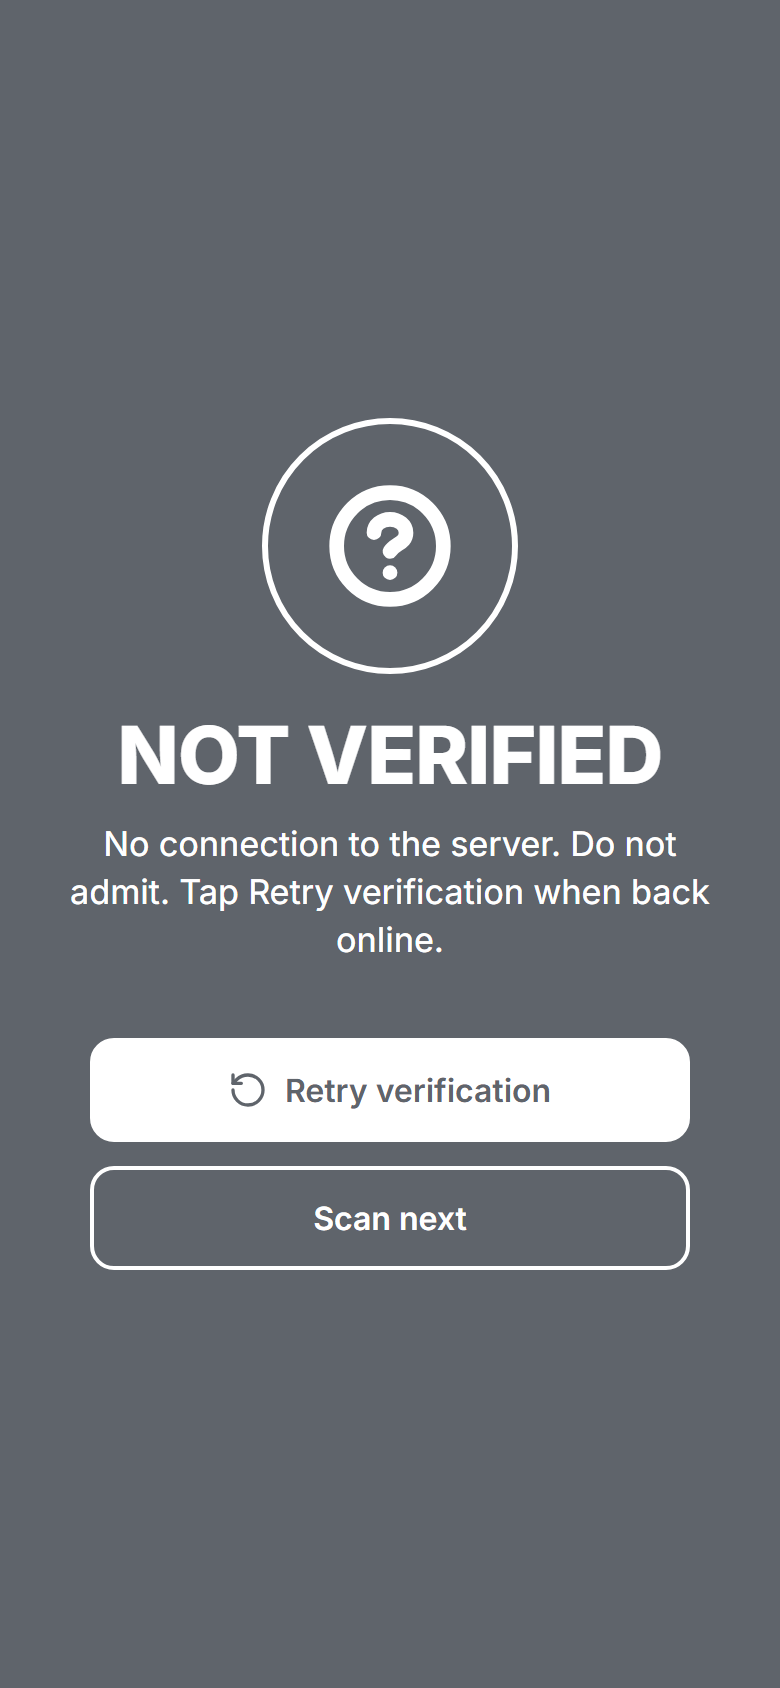 NOT VERIFIED
No connection to the server. Do not
admit. Tap Retry verification when back
online.
Retry verification
Scan next